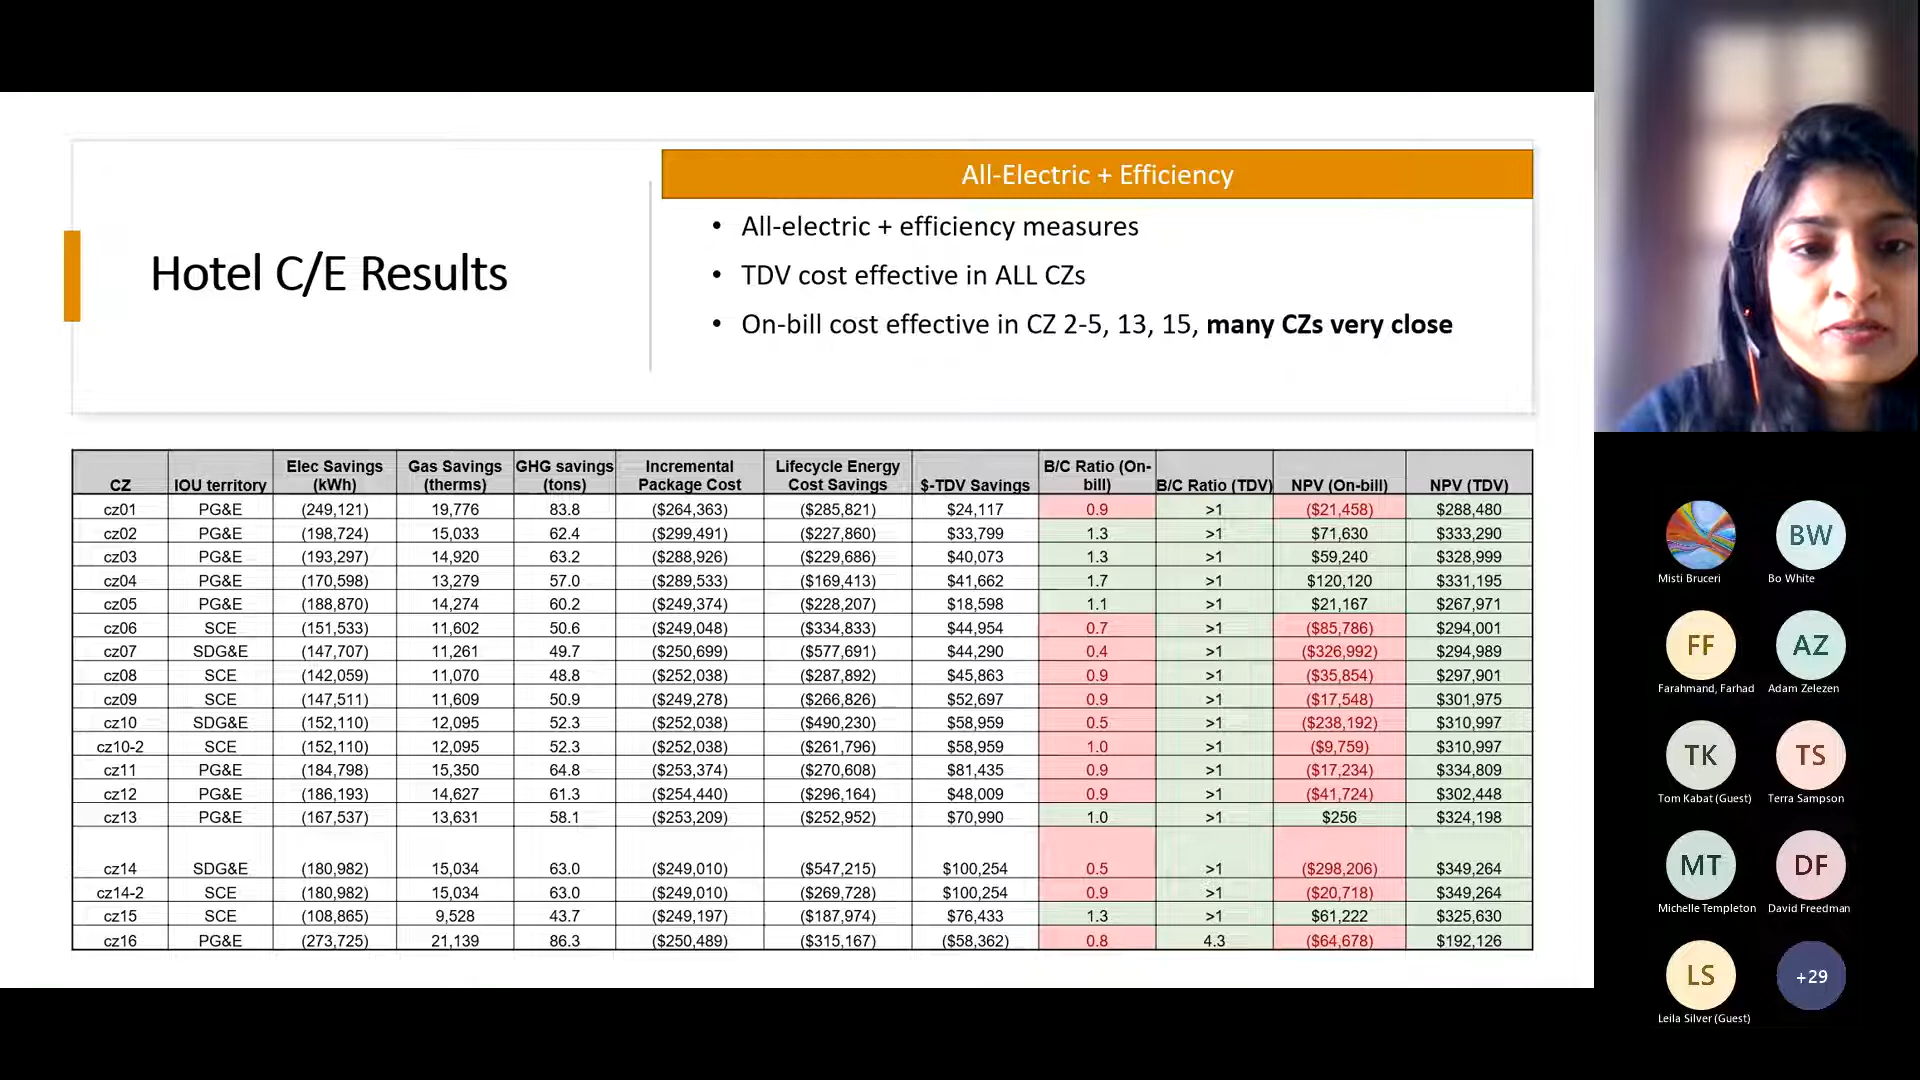 All-Electric + Efficiency
Hotel C/E Results
• All-electric + efficiency measures
• TDV cost effective in ALL CZs
• On-bill cost effective in CZ 2-5, 13, 15, many CZs very close
CZ IOU territory Elec Savings (kWh) Gas Savings (therms) GHG savings (tons) Incremental Package Cost Lifecycle Energy Cost Savings $-TDV Savings B/C Ratio (On-bill) B/C Ratio (TDV) NPV (On-bill) NPV (TDV)
cz01 PG&E (249,121) 19,776 83.8 ($264,363) ($285,821) $24,117 0.9 >1 ($21,458) $288,480
cz02 PG&E (198,724) 15,033 62.4 ($299,491) ($227,860) $33,799 1.3 >1 $71,630 $333,290
cz03 PG&E (193,297) 14,920 63.2 ($288,926) ($229,686) $40,073 1.3 >1 $59,240 $328,999
cz04 PG&E (170,598) 13,279 57.0 ($289,533) ($169,413) $41,662 1.7 >1 $120,120 $331,195
cz05 PG&E (188,870) 14,274 60.2 ($249,374) ($228,207) $18,598 1.1 >1 $21,167 $267,971
cz06 SCE (151,533) 11,602 50.6 ($249,048) ($334,833) $44,954 0.7 >1 ($85,786) $294,001
cz07 SDG&E (147,707) 11,261 49.7 ($250,699) ($577,691) $44,290 0.4 >1 ($326,992) $294,989
cz08 SCE (142,059) 11,070 48.8 ($252,038) ($287,892) $45,863 0.9 >1 ($35,854) $297,901
cz09 SCE (147,511) 11,609 50.9 ($249,278) ($266,826) $52,697 0.9 >1 ($17,548) $301,975
cz10 SDG&E (152,110) 12,095 52.3 ($252,038) ($490,230) $58,959 0.5 >1 ($238,192) $310,997
cz10-2 SCE (152,110) 12,095 52.3 ($252,038) ($261,796) $58,959 1.0 >1 ($9,759) $310,997
cz11 PG&E (184,798) 15,350 64.8 ($253,374) ($270,608) $81,435 0.9 >1 ($17,234) $334,809
cz12 PG&E (186,193) 14,627 61.3 ($254,440) ($296,164) $48,009 0.9 >1 ($41,724) $302,448
cz13 PG&E (167,537) 13,631 58.1 ($253,209) ($252,952) $70,990 1.0 >1 $256 $324,198
cz14 SDG&E (180,982) 15,034 63.0 ($249,010) ($547,215) $100,254 0.5 >1 ($298,206) $349,264
cz14-2 SCE (180,982) 15,034 63.0 ($249,010) ($269,728) $100,254 0.9 >1 ($20,718) $349,264
cz15 SCE (108,865) 9,528 43.7 ($249,197) ($187,974) $76,433 1.3 >1 $61,222 $325,630
cz16 PG&E (273,725) 21,139 86.3 ($250,489) ($315,167) ($58,362) 0.8 4.3 ($64,678) $192,126
BW
Misti Bruceri Bo White
FF AZ
Farahmand, Farhad Adam Zelezen
TK TS
Tom Kabat (Guest) Terra Sampson
MT DF
Michelle Templeton David Freedman
LS +29
Leila Silver (Guest)